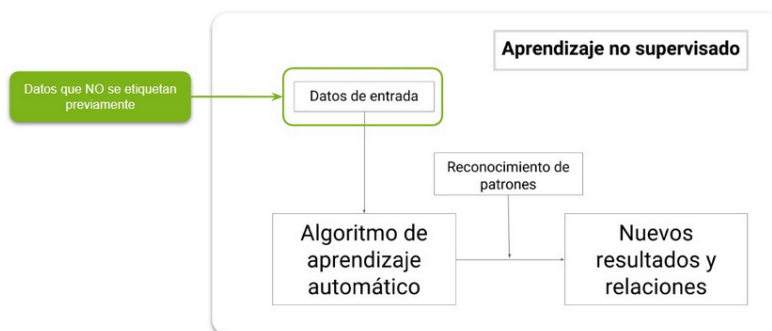 Aprendizaje no supervisado
Datos que NO se etiquetan
previamente
Datos de entrada
Reconocimiento de
patrones
Algoritmo de
aprendizaje
automático
Nuevos
resultados y
relaciones